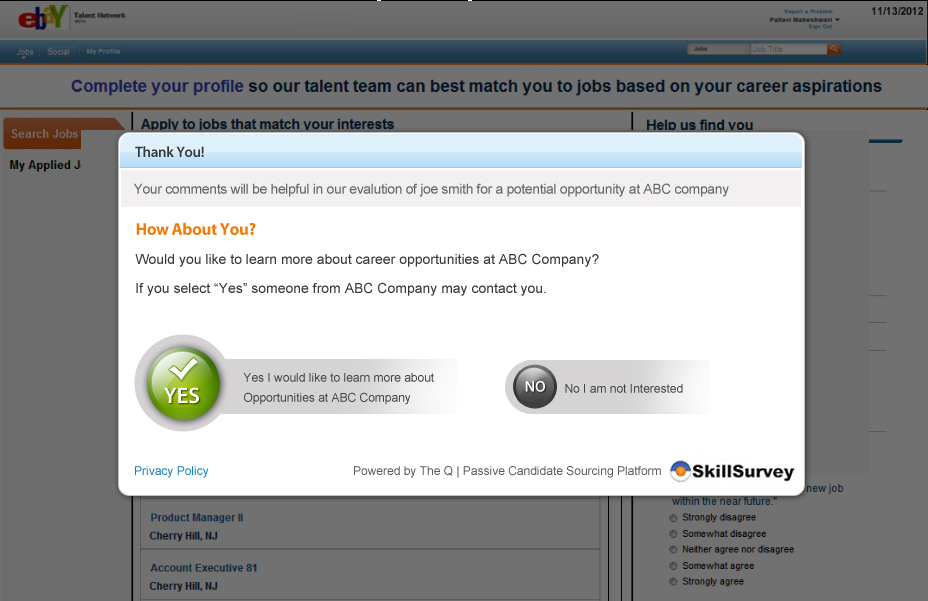 ebay Talent Network
BETA
Report a Problem
Pallavi Maheshwari
Sign Out
11/13/2012
Jobs Social My Profile
Jobs Job Title
Complete your profile so our talent team can best match you to jobs based on your career aspirations
Search Jobs
My Applied J
Apply to jobs that match your interests
Help us find you
Thank You!
Your comments will be helpful in our evalution of joe smith for a potential opportunity at ABC company
How About You?
Would you like to learn more about career opportunities at ABC Company?
If you select “Yes” someone from ABC Company may contact you.
YES
Yes I would like to learn more about
Opportunities at ABC Company
NO
No I am not Interested
Privacy Policy
Powered by The Q | Passive Candidate Sourcing Platform
SkillSurvey
Product Manager II
Cherry Hill, NJ
Account Executive 81
Cherry Hill, NJ
new job
within the near future."
Strongly disagree
Somewhat disagree
Neither agree nor disagree
Somewhat agree
Strongly agree